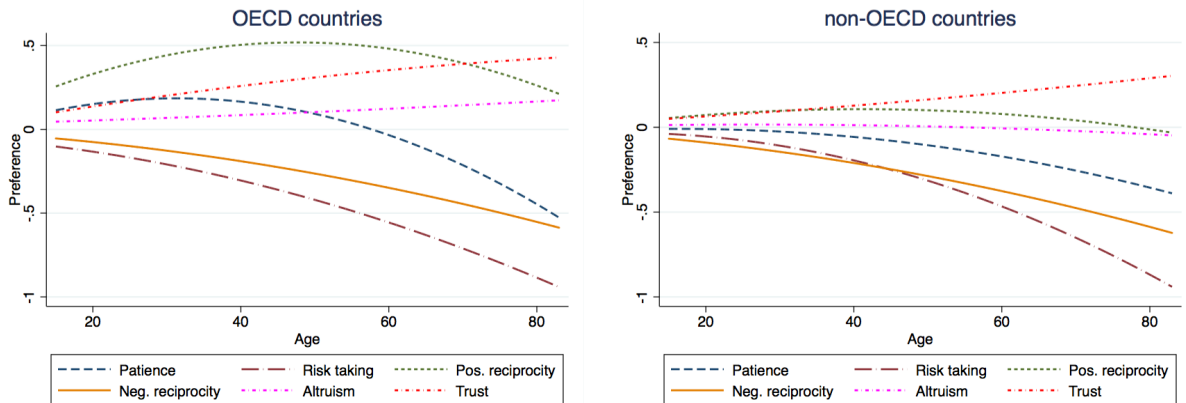 OECD countries
.5
0
-.5
-1
Preference
20 40 60 80
Age
Patience Risk taking Pos. reciprocity
Neg. reciprocity Altruism Trust
non-OECD countries
.5
0
-.5
-1
Preference
20 40 60 80
Age
Patience Risk taking Pos. reciprocity
Neg. reciprocity Altruism Trust